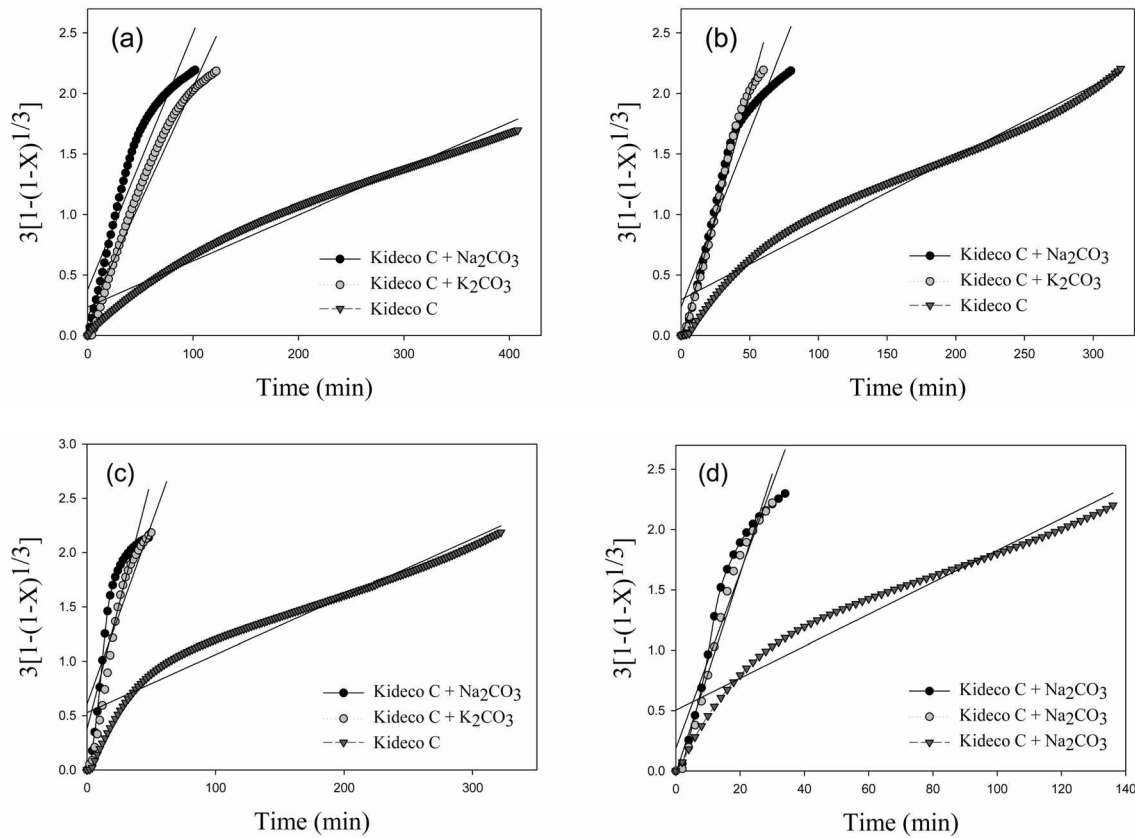 (a)
3[1-(1-X)^1/3]
2.5
2.0
1.5
1.0
0.5
0.0
0 100 200 300 400
Time (min)
Kideco C + Na₂CO₃
Kideco C + K₂CO₃
Kideco C
(b)
3[1-(1-X)^1/3]
2.5
2.0
1.5
1.0
0.5
0.0
0 50 100 150 200 250 300
Time (min)
Kideco C + Na₂CO₃
Kideco C + K₂CO₃
Kideco C
(c)
3[1-(1-X)^1/3]
3.0
2.5
2.0
1.5
1.0
0.5
0.0
0 100 200 300
Time (min)
Kideco C + Na₂CO₃
Kideco C + K₂CO₃
Kideco C
(d)
3[1-(1-X)^1/3]
2.5
2.0
1.5
1.0
0.5
0.0
0 20 40 60 80 100 120 140
Time (min)
Kideco C + Na₂CO₃
Kideco C + Na₂CO₃
Kideco C + Na₂CO₃